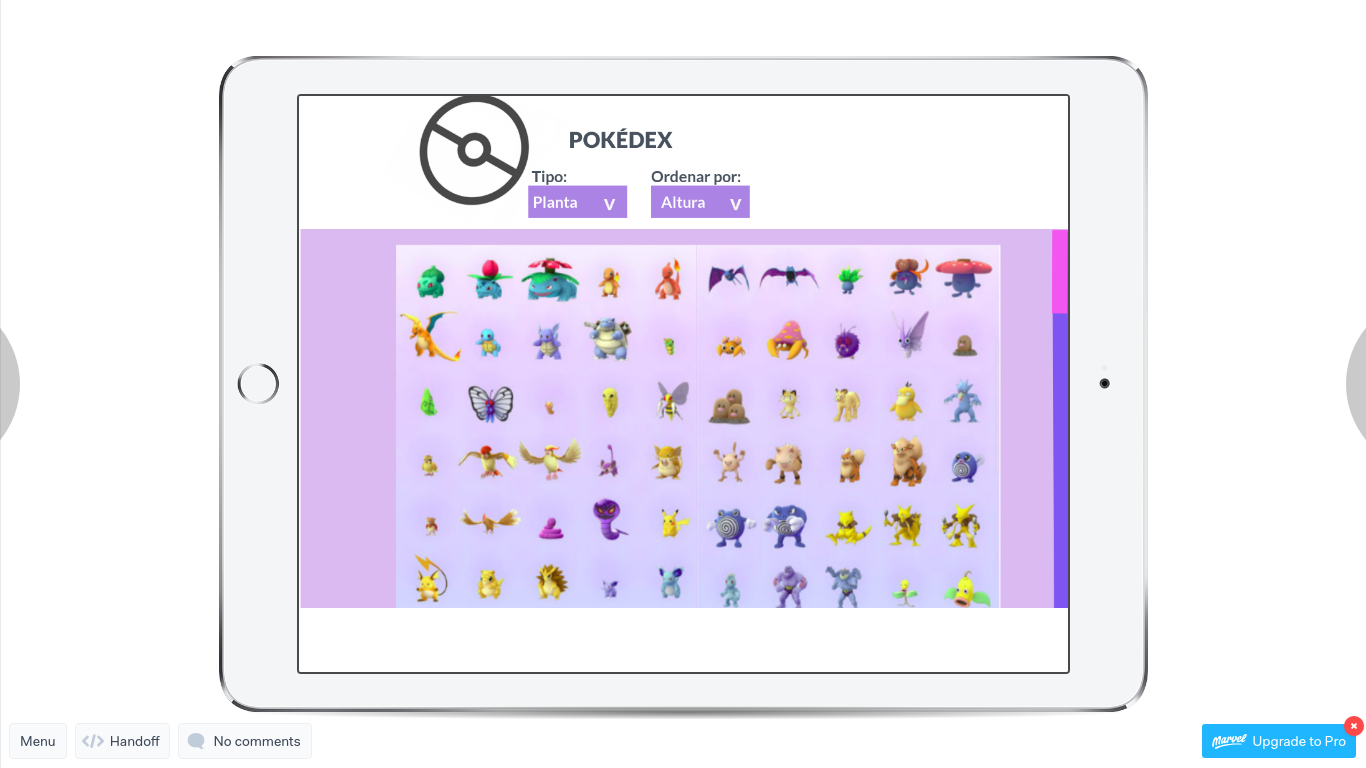 POKÉDEX
Tipo: Ordenar por:
Planta V Altura V
Menu Handoff No comments Marvel Upgrade to Pro